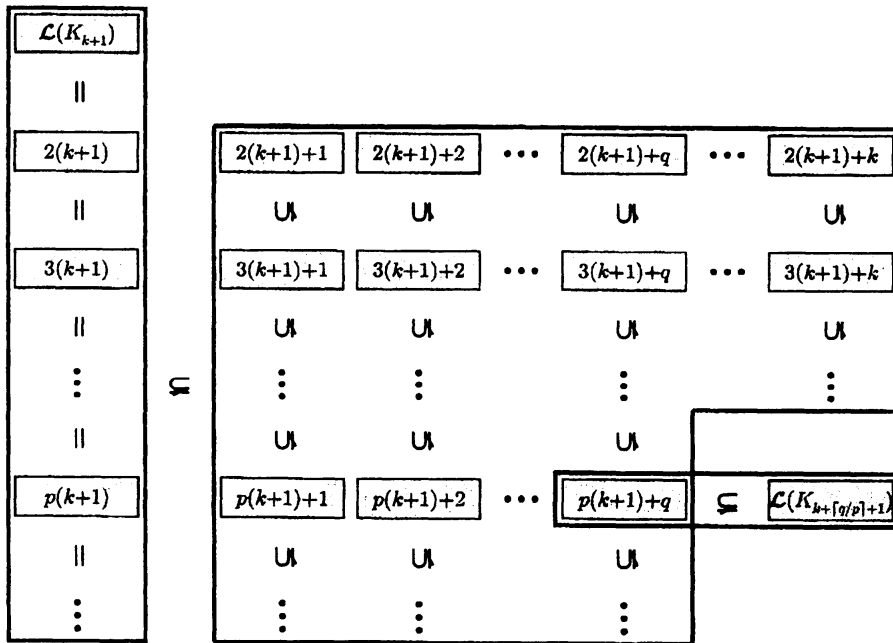 𝓛(K_{k+1})
||
2(k+1) 2(k+1)+1 2(k+1)+2 ••• 2(k+1)+q ••• 2(k+1)+k
|| ⊊ ⊊ ⊊ ⊊
3(k+1) 3(k+1)+1 3(k+1)+2 ••• 3(k+1)+q ••• 3(k+1)+k
|| ⊊ ⊊ ⊊ ⊊
⋮ ⊊ ⋮ ⋮ ⋮ ⋮
|| ⊊ ⊊ ⊊
p(k+1) p(k+1)+1 p(k+1)+2 ••• p(k+1)+q ⊊ 𝓛(K_{k+⌈q/p⌉+1})
|| ⊊ ⊊ ⊊
⋮ ⋮ ⋮ ⋮